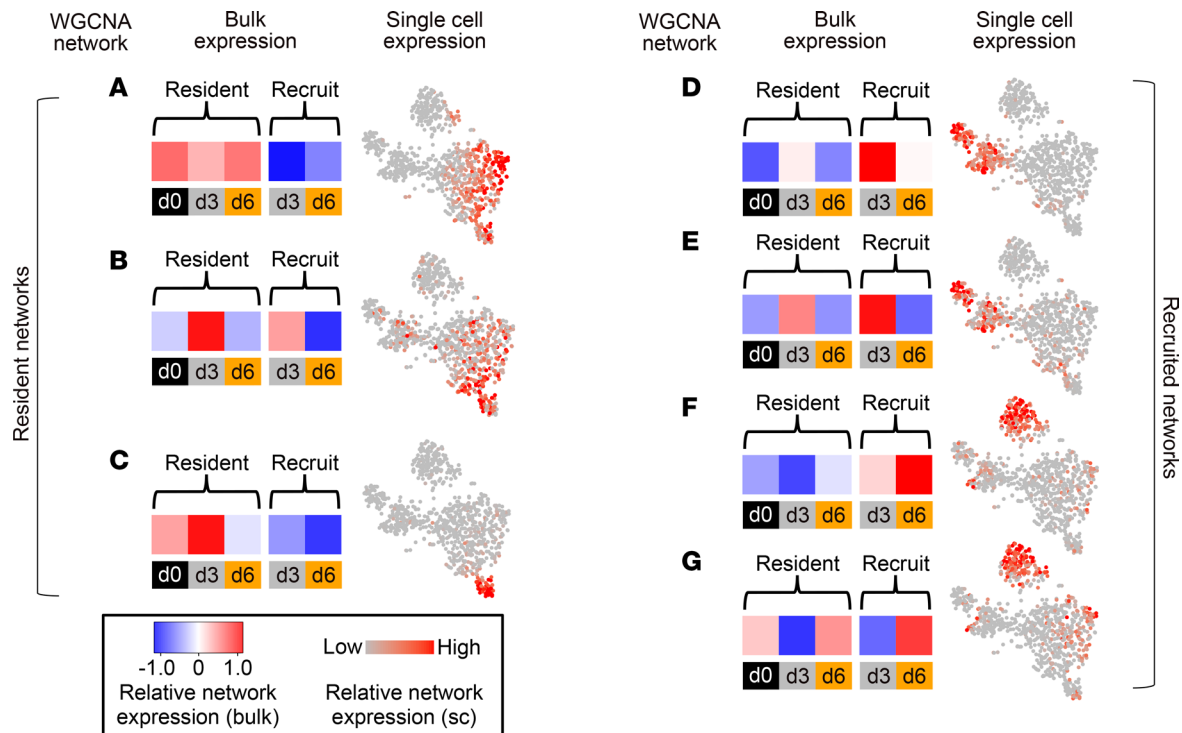 WGCNA network
Bulk expression
Single cell expression
WGCNA network
Bulk expression
Single cell expression
Resident networks
A
Resident Recruit
d0 d3 d6 d3 d6
B
Resident Recruit
d0 d3 d6 d3 d6
C
Resident Recruit
d0 d3 d6 d3 d6
-1.0 0 1.0
Relative network
expression (bulk)
Low High
Relative network
expression (sc)
D
Resident Recruit
d0 d3 d6 d3 d6
E
Resident Recruit
d0 d3 d6 d3 d6
F
Resident Recruit
d0 d3 d6 d3 d6
G
Resident Recruit
d0 d3 d6 d3 d6
Recruited networks